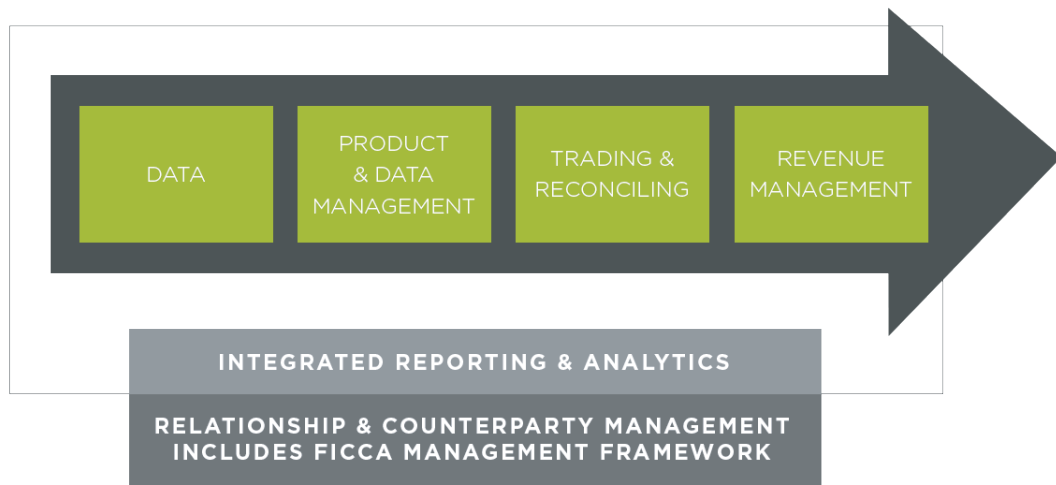 DATA
PRODUCT
& DATA
MANAGEMENT
TRADING &
RECONCILING
REVENUE
MANAGEMENT
INTEGRATED REPORTING & ANALYTICS
RELATIONSHIP & COUNTERPARTY MANAGEMENT
INCLUDES FICCA MANAGEMENT FRAMEWORK